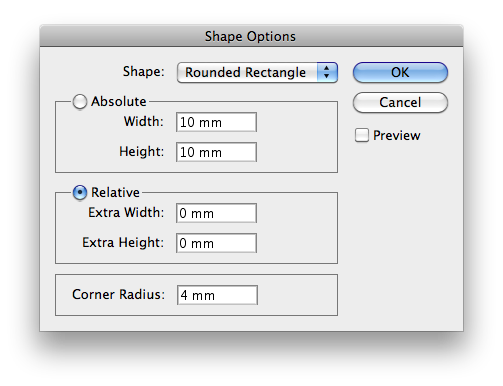 Shape Options
Shape: Rounded Rectangle
OK
Absolute
Cancel
Width: 10 mm
Preview
Height: 10 mm
Relative
Extra Width: 0 mm
Extra Height: 0 mm
Corner Radius: 4 mm